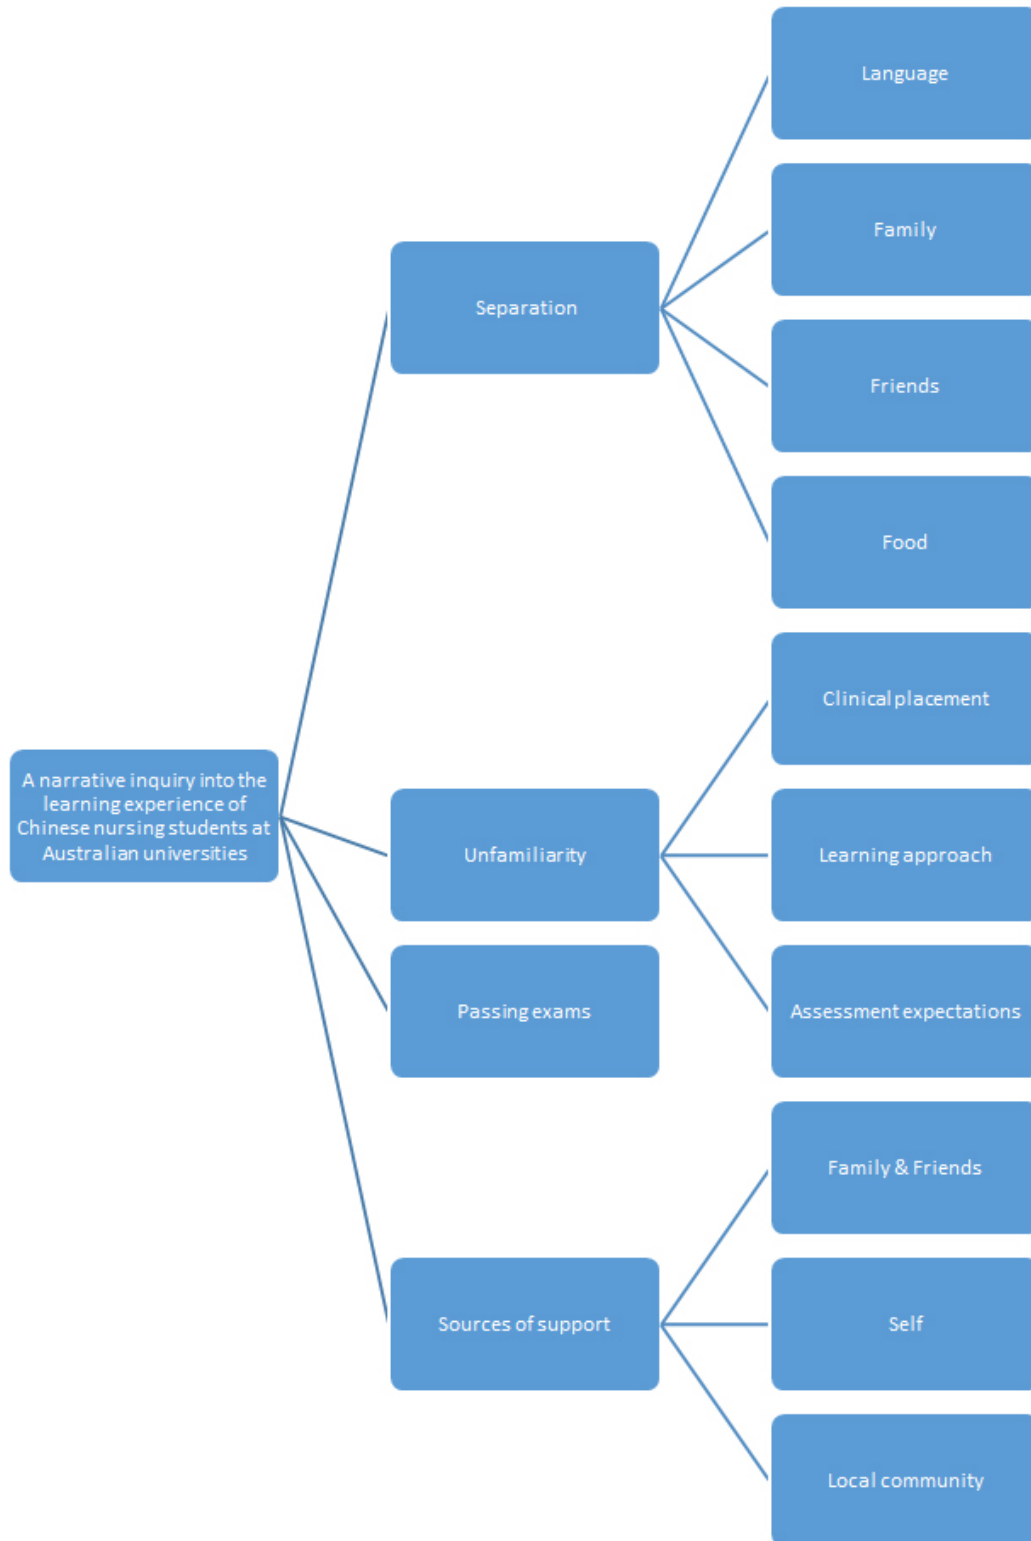 A narrative inquiry into the
learning experience of
Chinese nursing students at
Australian universities
Separation
Language
Family
Friends
Food
Unfamiliarity
Clinical placement
Learning approach
Assessment expectations
Passing exams
Sources of support
Family & Friends
Self
Local community